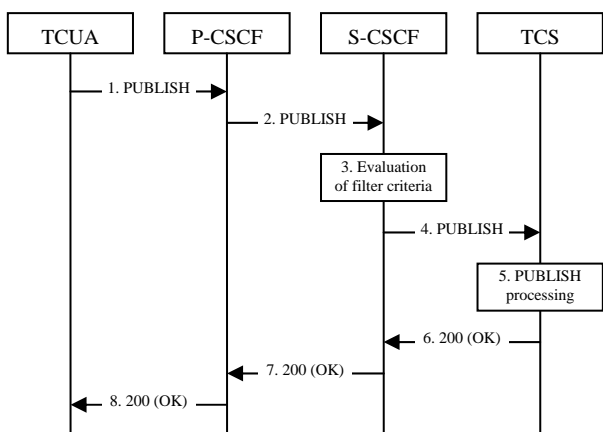 TCUA
P-CSCF
S-CSCF
TCS
1. PUBLISH
2. PUBLISH
3. Evaluation
of filter criteria
4. PUBLISH
5. PUBLISH
processing
6. 200 (OK)
7. 200 (OK)
8. 200 (OK)